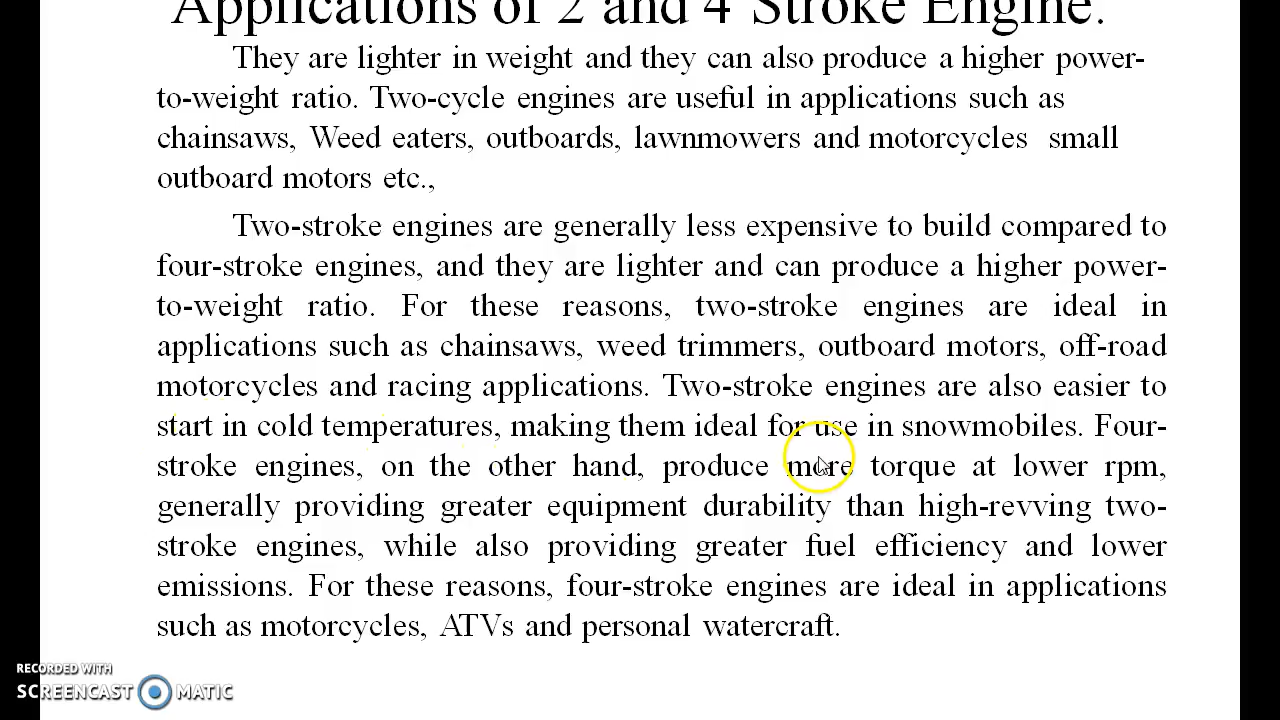 Applications of 2 and 4 Stroke Engine.
They are lighter in weight and they can also produce a higher power-
to-weight ratio. Two-cycle engines are useful in applications such as
chainsaws, Weed eaters, outboards, lawnmowers and motorcycles small
outboard motors etc.,
Two-stroke engines are generally less expensive to build compared to
four-stroke engines, and they are lighter and can produce a higher power-
to-weight ratio. For these reasons, two-stroke engines are ideal in
applications such as chainsaws, weed trimmers, outboard motors, off-road
motorcycles and racing applications. Two-stroke engines are also easier to
start in cold temperatures, making them ideal for use in snowmobiles. Four-
stroke engines, on the other hand, produce more torque at lower rpm,
generally providing greater equipment durability than high-revving two-
stroke engines, while also providing greater fuel efficiency and lower
emissions. For these reasons, four-stroke engines are ideal in applications
such as motorcycles, ATVs and personal watercraft.
RECORDED WITH
SCREENCAST MATIC